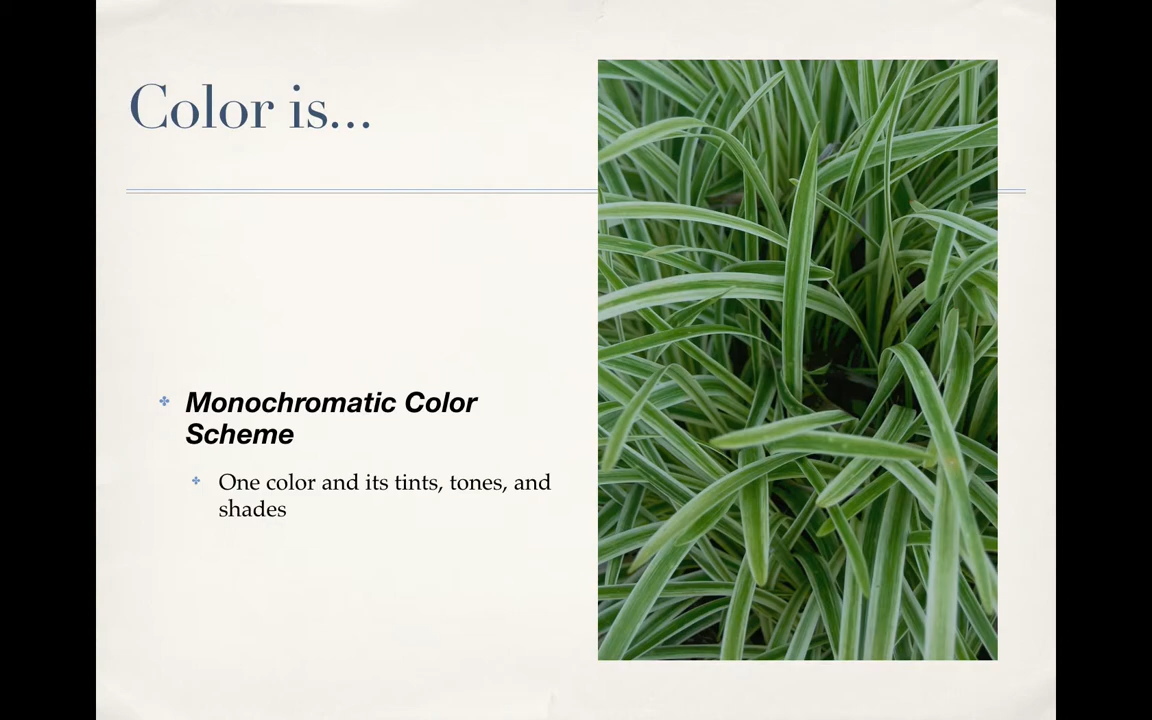 Color is...
Monochromatic Color
Scheme
One color and its tints, tones, and
shades